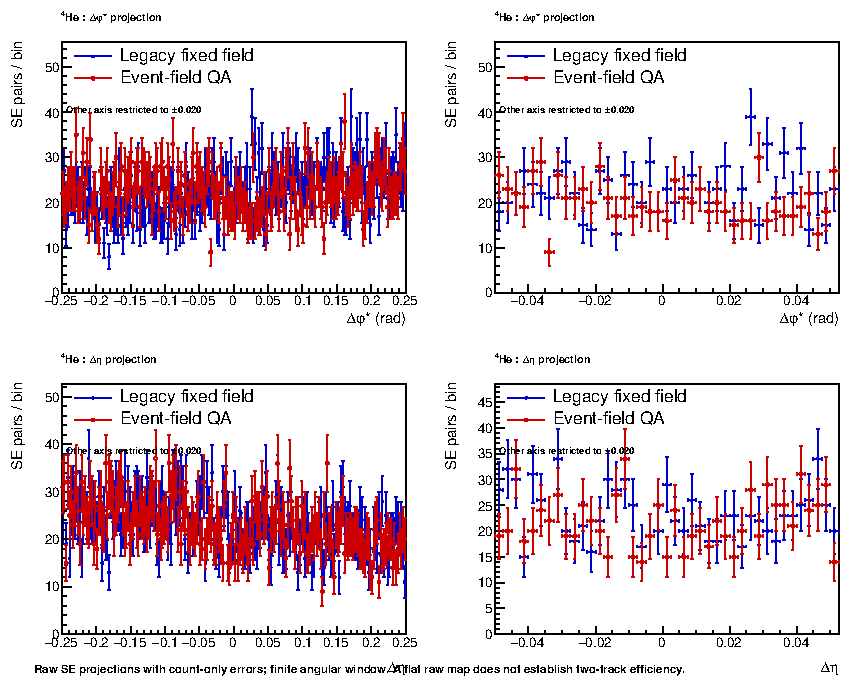 ⁴He : Δφ* projection
SE pairs / bin
Legacy fixed field
Event-field QA
Other axis restricted to ±0.020
50
40
30
20
10
0
−0.25 −0.2 −0.15 −0.1 −0.05 0 0.05 0.1 0.15 0.2 0.25
Δφ* (rad)
⁴He : Δφ* projection
SE pairs / bin
Legacy fixed field
Event-field QA
Other axis restricted to ±0.020
50
40
30
20
10
0
−0.04 −0.02 0 0.02 0.04
Δφ* (rad)
⁴He : Δη projection
SE pairs / bin
Legacy fixed field
Event-field QA
Other axis restricted to ±0.020
50
40
30
20
10
0
−0.25 −0.2 −0.15 −0.1 −0.05 0 0.05 0.1 0.15 0.2 0.25
Δη
⁴He : Δη projection
SE pairs / bin
Legacy fixed field
Event-field QA
Other axis restricted to ±0.020
45
40
35
30
25
20
15
10
5
0
−0.04 −0.02 0 0.02 0.04
Δη
Raw SE projections with count-only errors; finite angular window. A flat raw map does not establish two-track efficiency.